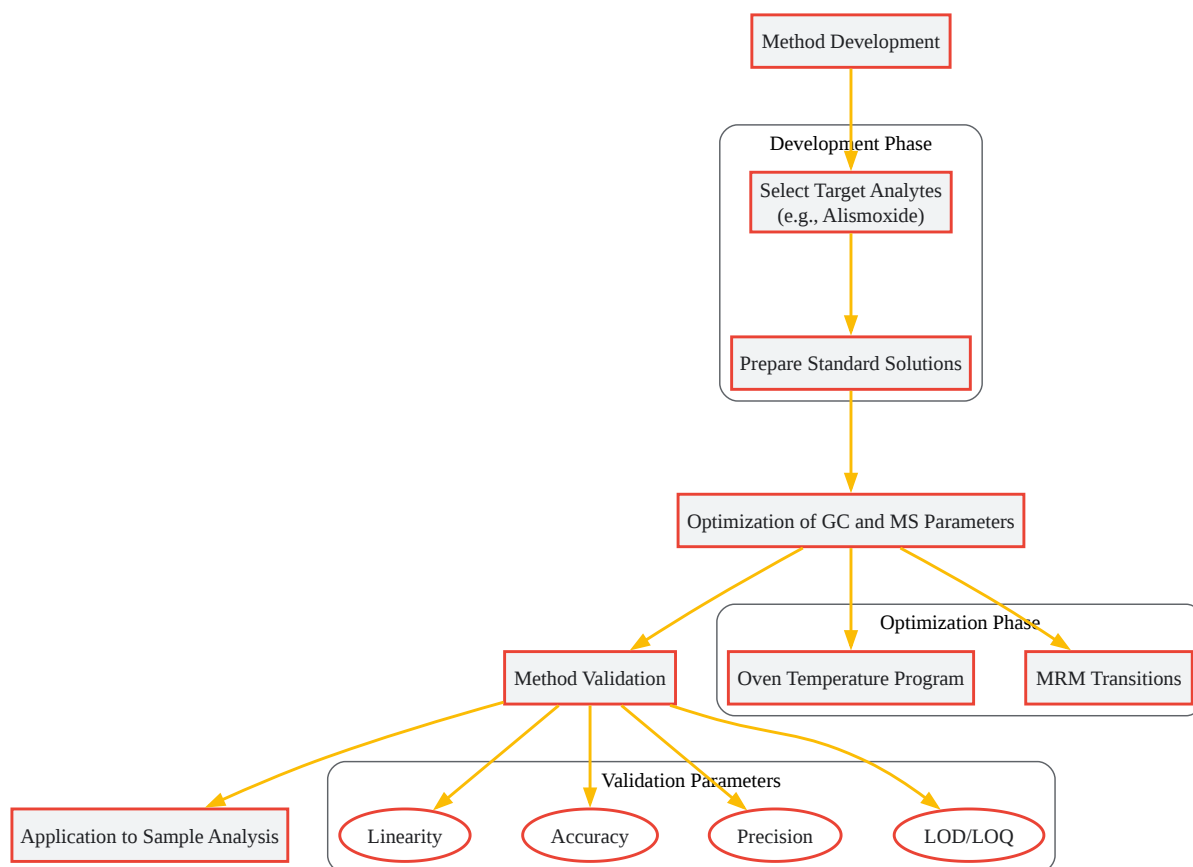 Method Development
Development Phase
Select Target Analytes
(e.g., Alismoxide)
Prepare Standard Solutions
Optimization of GC and MS Parameters
Optimization Phase
Method Validation
Oven Temperature Program
MRM Transitions
Validation Parameters
Application to Sample Analysis
Linearity
Accuracy
Precision
LOD/LOQ